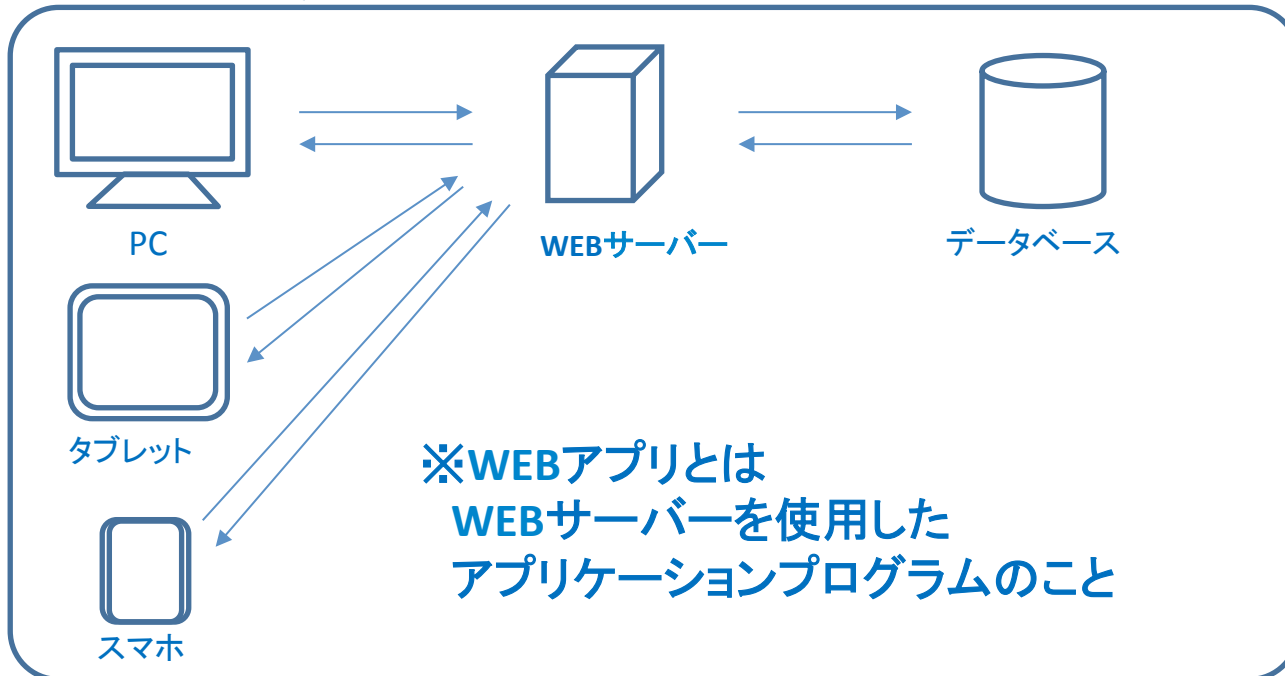 PC
WEBサーバー
データベース
タブレット
※WEBアプリとは
WEBサーバーを使用した
アプリケーションプログラムのこと
スマホ